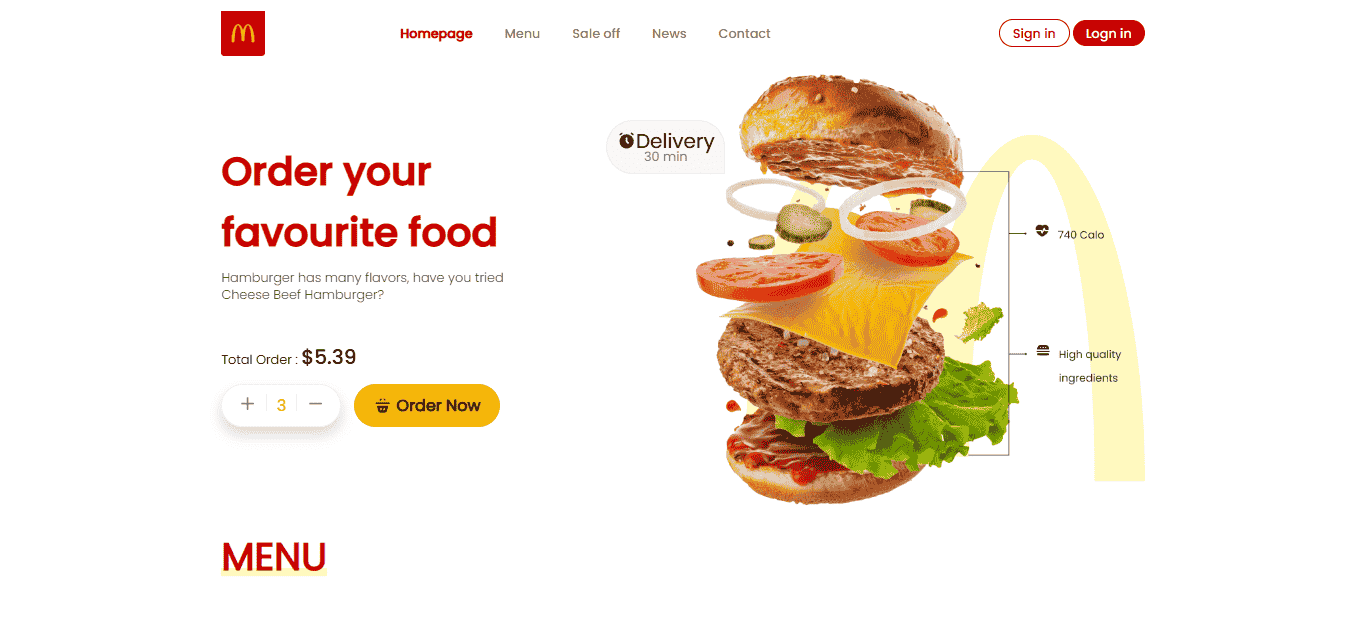 Homepage Menu Sale off News Contact Sign in Logn in
Delivery
30 min
Order your
favourite food
Hamburger has many flavors, have you tried
Cheese Beef Hamburger?
740 Calo
High quality
ingredients
Total Order : $5.39
+ 3 − Order Now
MENU